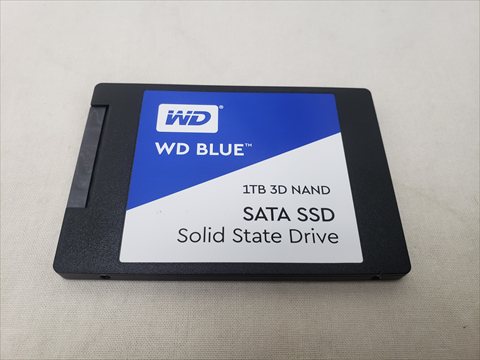 WD®
WD BLUE™
1TB 3D NAND
SATA SSD
Solid State Drive